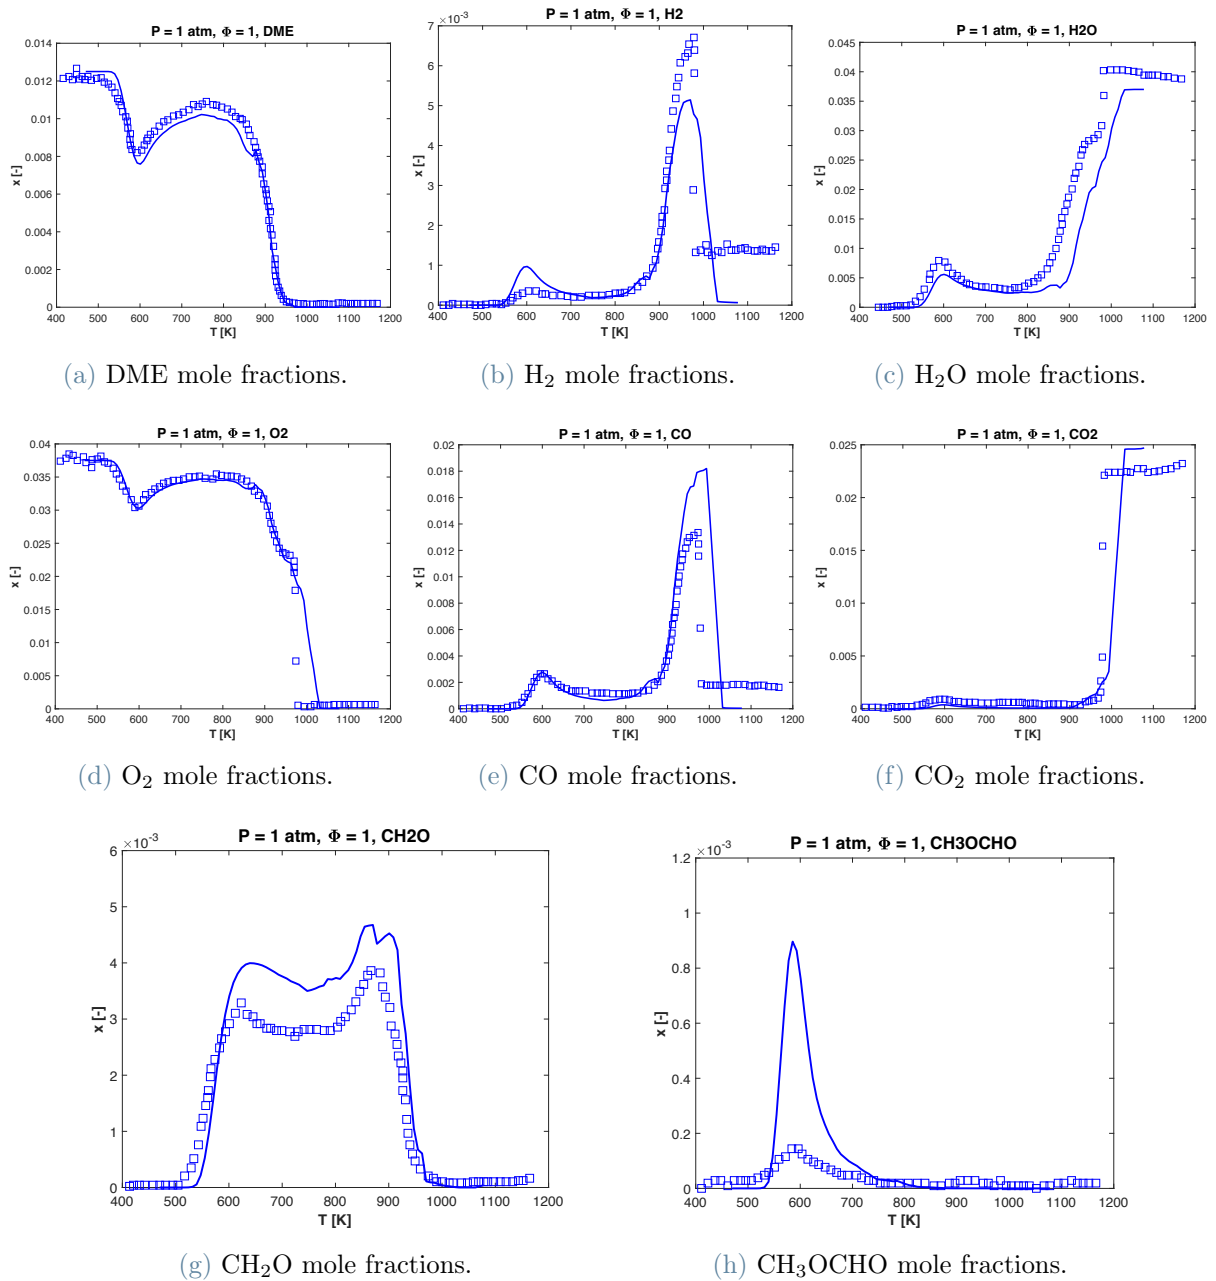 P = 1 atm, Φ = 1, DME
0.014
0.012
0.01
0.008
0.006
0.004
0.002
0
400 500 600 700 800 900 1000 1100 1200
x [-]
T [K]
(a) DME mole fractions.
P = 1 atm, Φ = 1, H2
×10⁻³
7
6
5
4
3
2
1
0
400 500 600 700 800 900 1000 1100 1200
x [-]
T [K]
(b) H₂ mole fractions.
P = 1 atm, Φ = 1, H2O
0.045
0.04
0.035
0.03
0.025
0.02
0.015
0.01
0.005
0
400 500 600 700 800 900 1000 1100 1200
x [-]
T [K]
(c) H₂O mole fractions.
P = 1 atm, Φ = 1, O2
0.04
0.035
0.03
0.025
0.02
0.015
0.01
0.005
0
400 500 600 700 800 900 1000 1100 1200
x [-]
T [K]
(d) O₂ mole fractions.
P = 1 atm, Φ = 1, CO
0.02
0.018
0.016
0.014
0.012
0.01
0.008
0.006
0.004
0.002
0
400 500 600 700 800 900 1000 1100 1200
x [-]
T [K]
(e) CO mole fractions.
P = 1 atm, Φ = 1, CO2
0.025
0.02
0.015
0.01
0.005
0
400 500 600 700 800 900 1000 1100 1200
x [-]
T [K]
(f) CO₂ mole fractions.
P = 1 atm, Φ = 1, CH2O
×10⁻³
6
5
4
3
2
1
0
400 500 600 700 800 900 1000 1100 1200
x [-]
T [K]
(g) CH₂O mole fractions.
P = 1 atm, Φ = 1, CH3OCHO
×10⁻³
1.2
1
0.8
0.6
0.4
0.2
0
400 500 600 700 800 900 1000 1100 1200
x [-]
T [K]
(h) CH₃OCHO mole fractions.